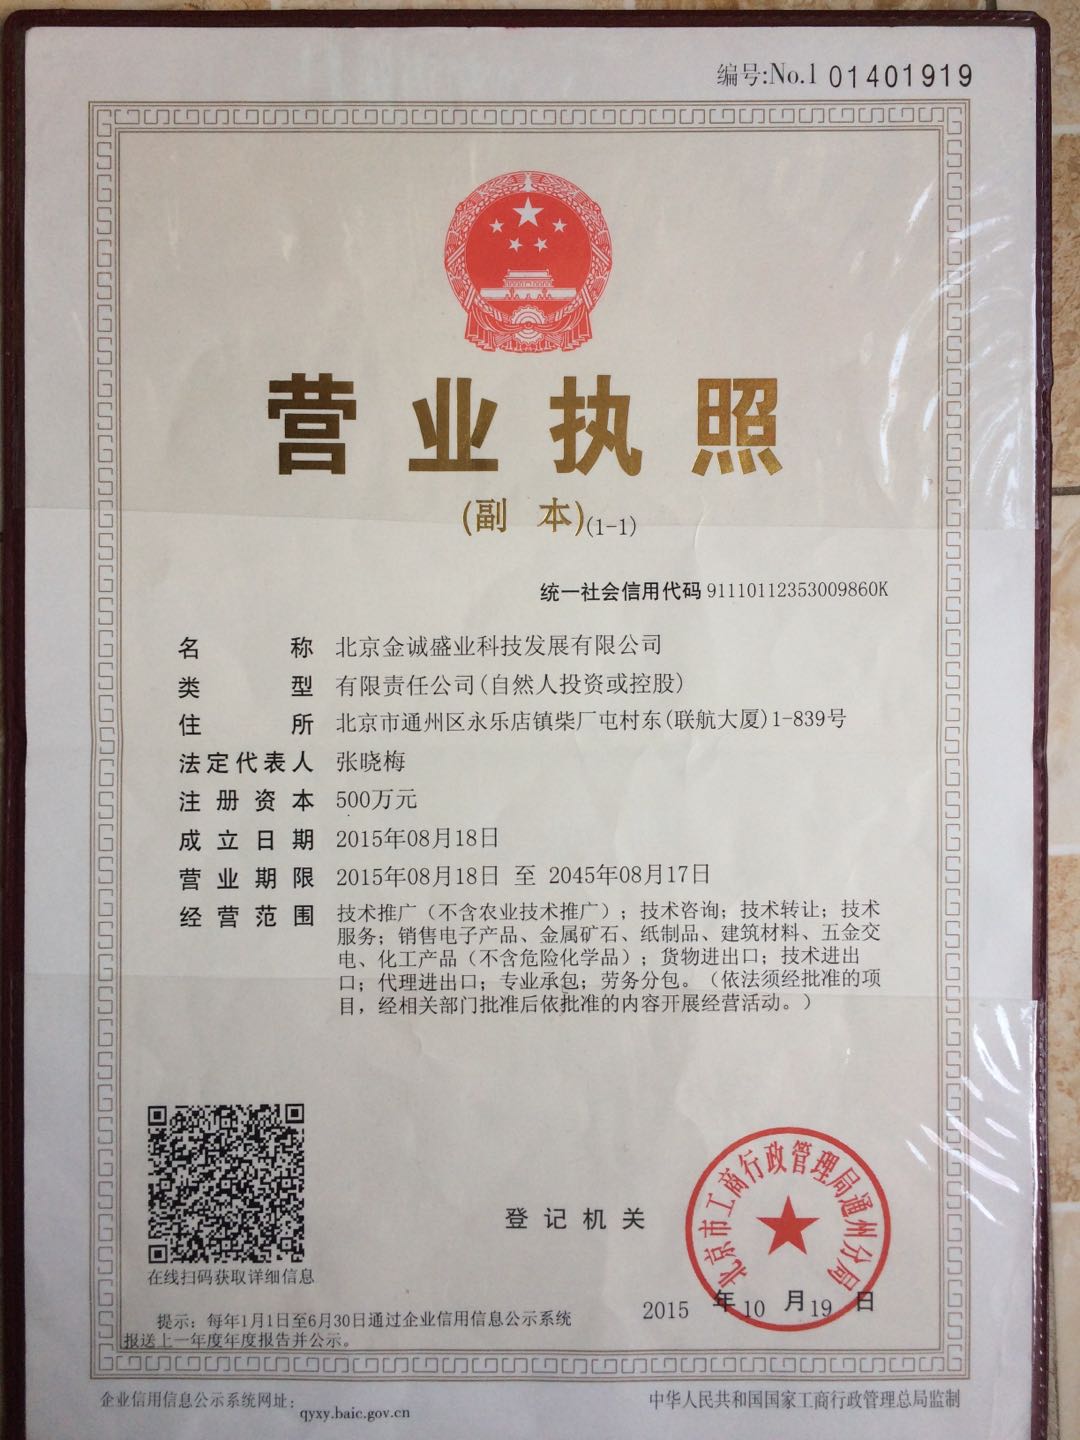 编号:No.1 01401919
营业执照
(副 本)(1-1)
统一社会信用代码 91110112353009860K
名 称 北京金诚盛业科技发展有限公司
类 型 有限责任公司(自然人投资或控股)
住 所 北京市通州区永乐店镇柴厂屯村东(联航大厦)1-839号
法定代表人 张晓梅
注册资本 500万元
成立日期 2015年08月18日
营业期限 2015年08月18日 至 2045年08月17日
经营范围 技术推广（不含农业技术推广）；技术咨询；技术转让；技术
服务；销售电子产品、金属矿石、纸制品、建筑材料、五金交
电、化工产品（不含危险化学品）；货物进出口；技术进出
口；代理进出口；专业承包；劳务分包。（依法须经批准的项
目，经相关部门批准后依批准的内容开展经营活动。）
北京市工商行政管理局通州分局
登记机关
在线扫码获取详细信息
2015 年 10 月 19 日
提示：每年1月1日至6月30日通过企业信用信息公示系统
报送上一年度年度报告并公示。
企业信用信息公示系统网址：
qyxy.baic.gov.cn
中华人民共和国国家工商行政管理总局监制